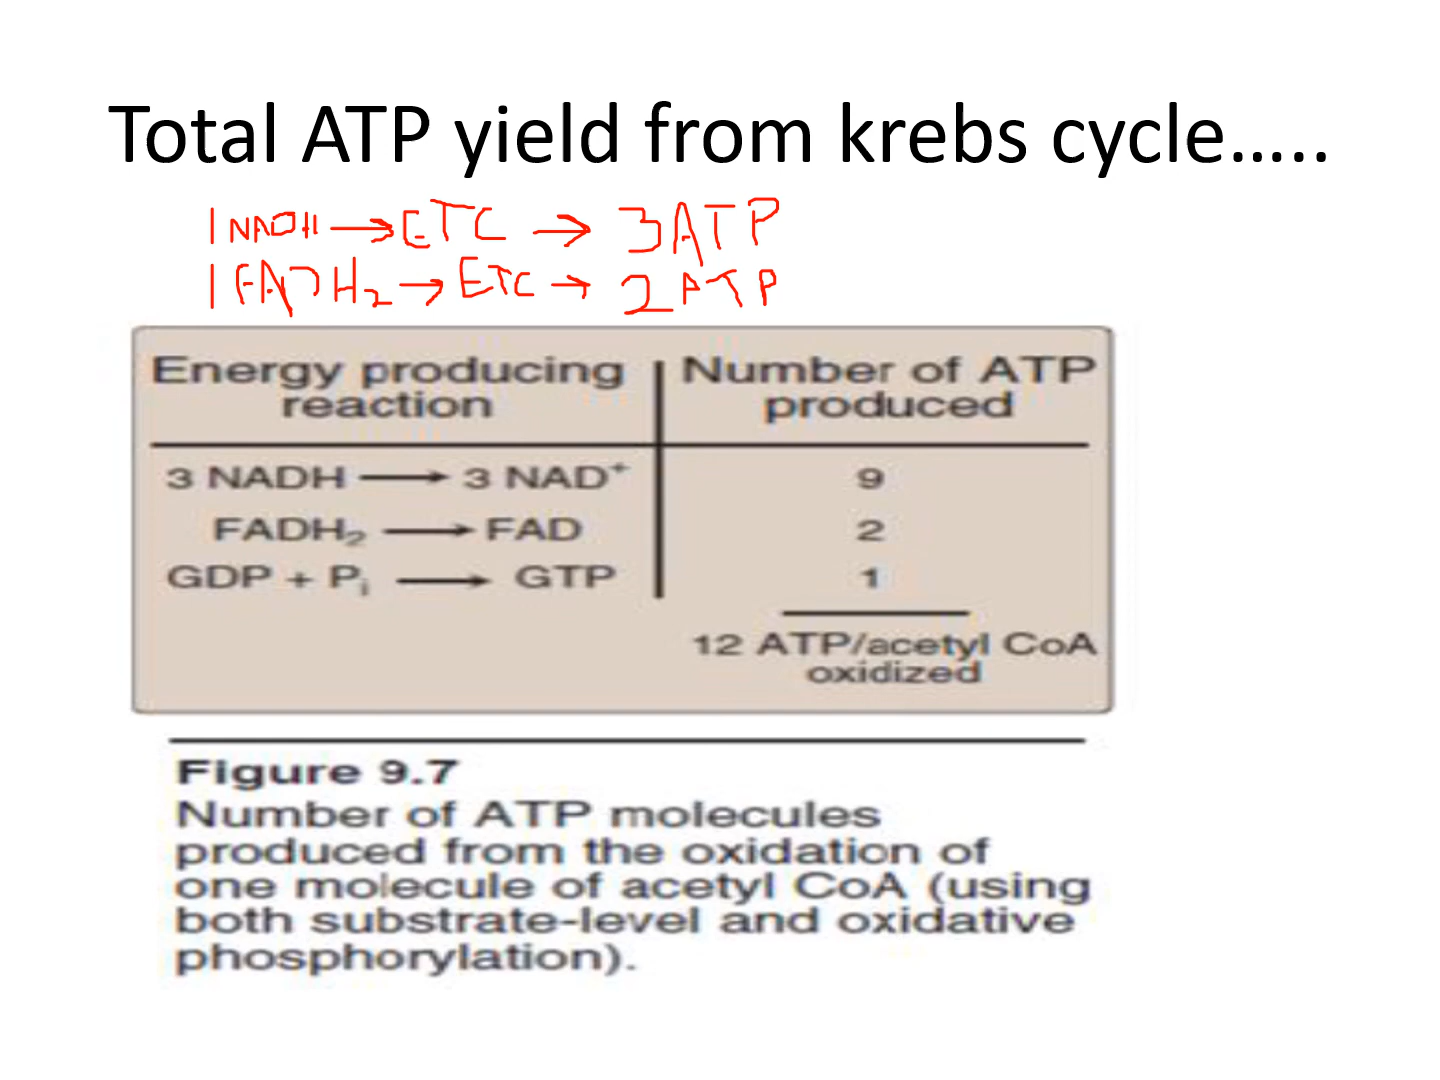 Total ATP yield from krebs cycle…..
1 NADH → ETC → 3 ATP
1 FADH₂ → ETC → 2 ATP
Energy producing reaction
Number of ATP produced
3 NADH ⟶ 3 NAD⁺ 9
FADH₂ ⟶ FAD 2
GDP + Pᵢ ⟶ GTP 1
12 ATP/acetyl CoA
oxidized
Figure 9.7
Number of ATP molecules
produced from the oxidation of
one molecule of acetyl CoA (using
both substrate-level and oxidative
phosphorylation).